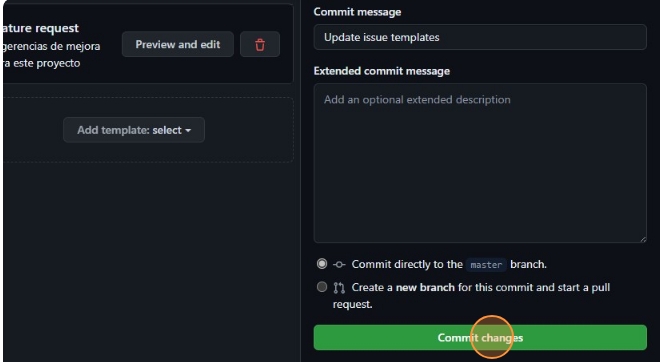 ature request
gerencias de mejora
ra este proyecto
Preview and edit
Add template: select
Commit message
Update issue templates
Extended commit message
Add an optional extended description
Commit directly to the master branch.
Create a new branch for this commit and start a pull
request.
Commit changes